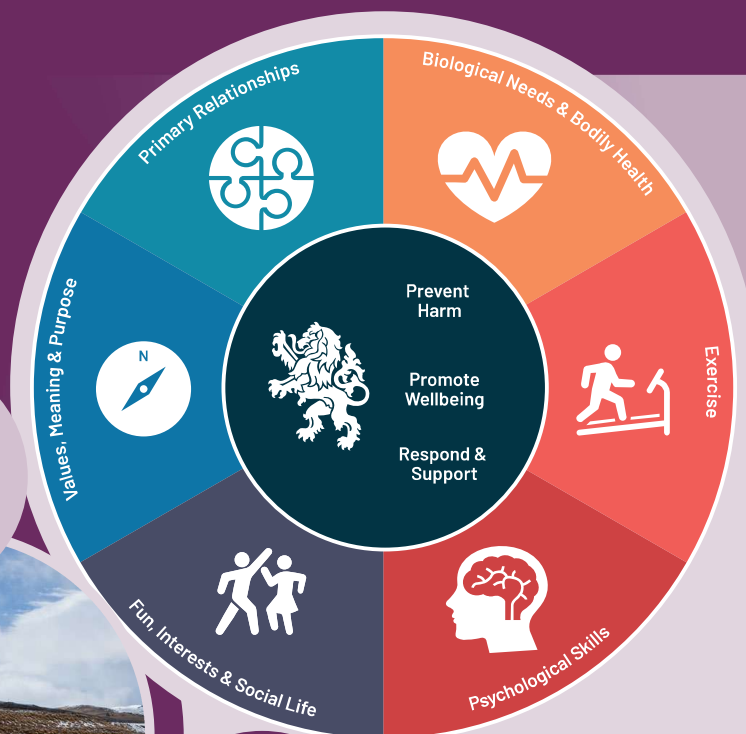 Primary Relationships
Biological Needs & Bodily Health
Exercise
Psychological Skills
Fun, Interests & Social Life
Values, Meaning & Purpose
N
Prevent
Harm
Promote
Wellbeing
Respond &
Support